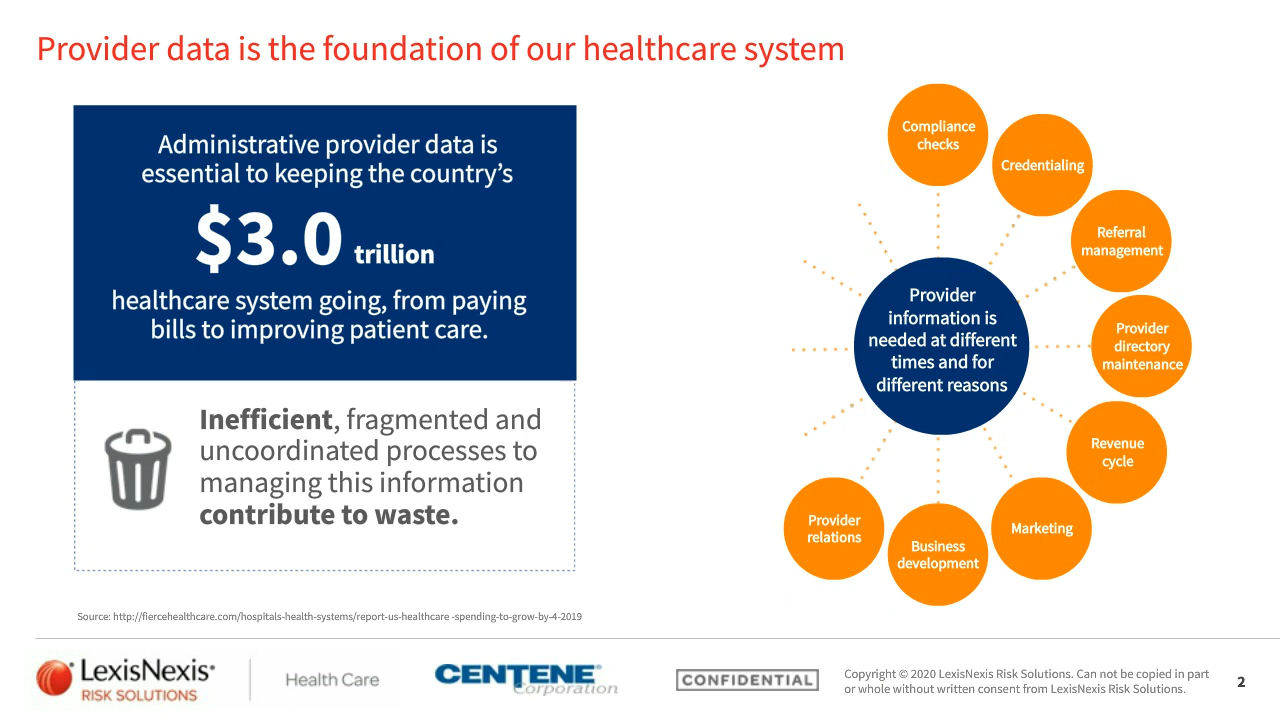 Provider data is the foundation of our healthcare system
Administrative provider data is
essential to keeping the country’s
$3.0 trillion
healthcare system going, from paying
bills to improving patient care.
Inefficient, fragmented and
uncoordinated processes to
managing this information
contribute to waste.
Source: http://fiercehealthcare.com/hospitals-health-systems/report-us-healthcare -spending-to-grow-by-4-2019
Provider
information is
needed at different
times and for
different reasons
Compliance
checks
Credentialing
Referral
management
Provider
directory
maintenance
Revenue
cycle
Marketing
Business
development
Provider
relations
LexisNexis®
RISK SOLUTIONS
Health Care
CENTENE®
Corporation
CONFIDENTIAL
Copyright © 2020 LexisNexis Risk Solutions. Can not be copied in part
or whole without written consent from LexisNexis Risk Solutions.
2